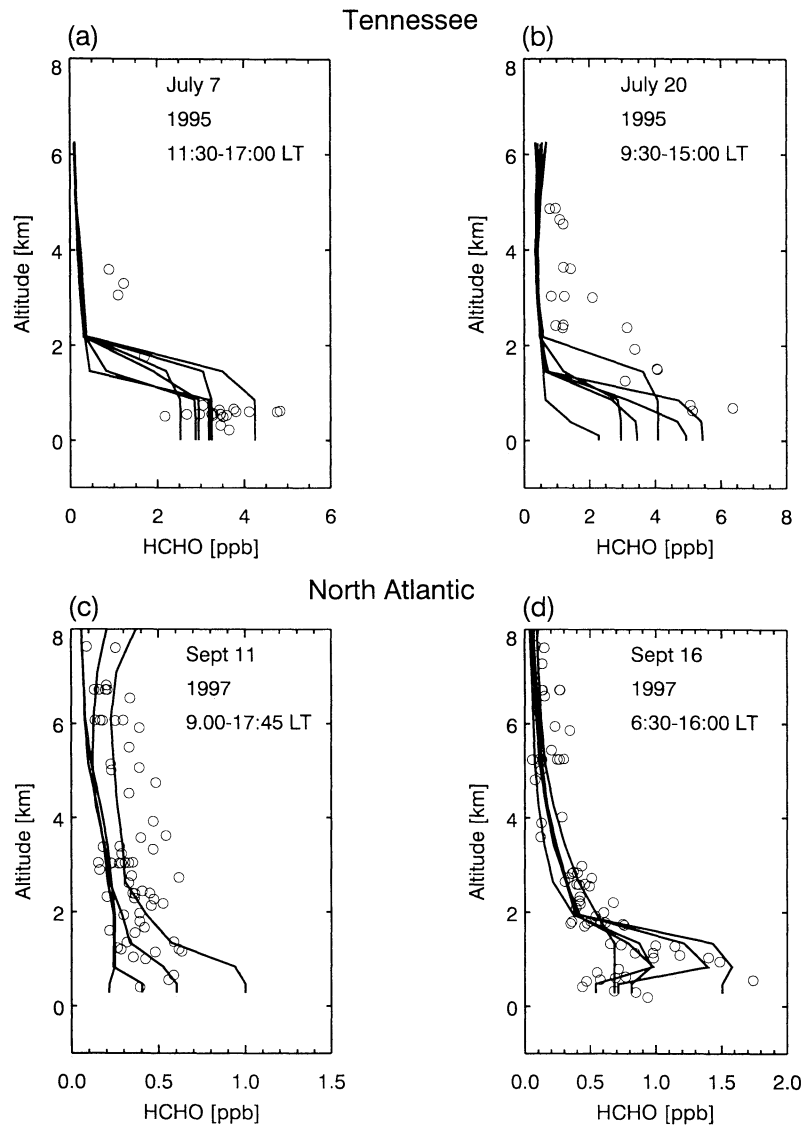 Tennessee
(a)
July 7
1995
11:30-17:00 LT
8
6
4
2
0
Altitude [km]
0 2 4 6
HCHO [ppb]
(b)
July 20
1995
9:30-15:00 LT
8
6
4
2
0
Altitude [km]
0 2 4 6 8
HCHO [ppb]
North Atlantic
(c)
Sept 11
1997
9.00-17:45 LT
8
6
4
2
0
Altitude [km]
0.0 0.5 1.0 1.5
HCHO [ppb]
(d)
Sept 16
1997
6:30-16:00 LT
8
6
4
2
0
Altitude [km]
0.0 0.5 1.0 1.5 2.0
HCHO [ppb]